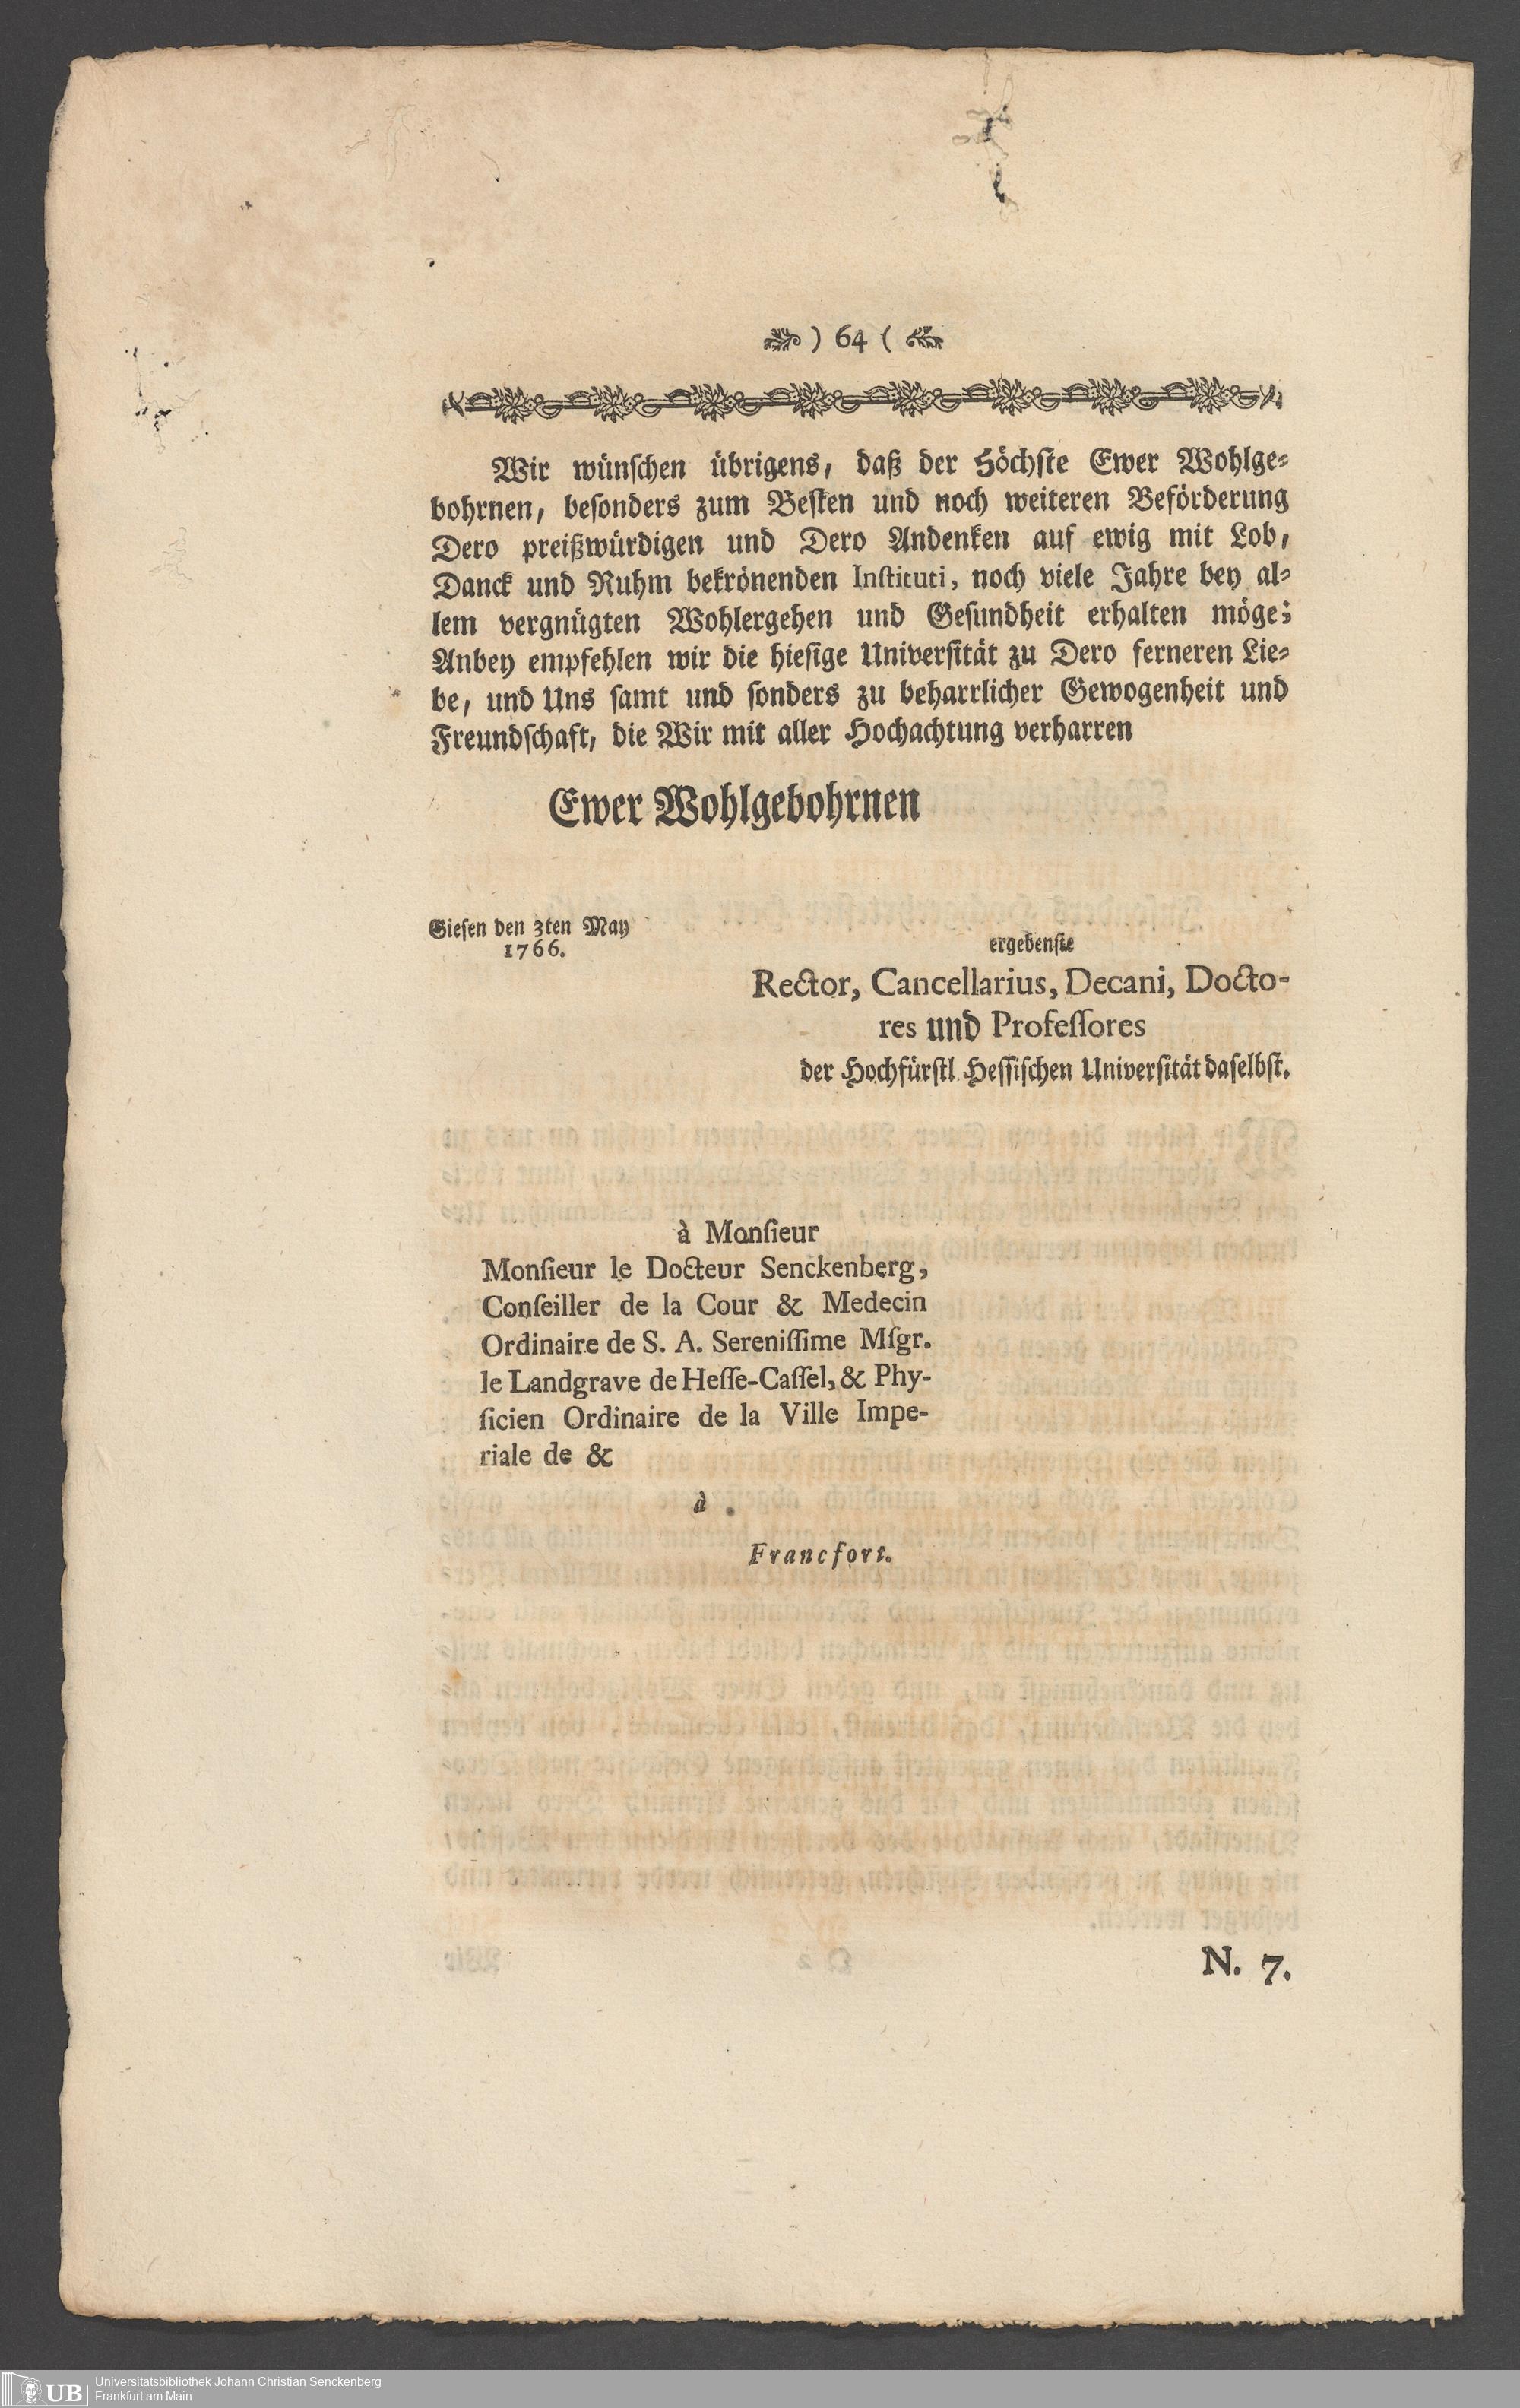 ) 64 (
Wir wünschen übrigens, daß der Höchste Ewer Wohlge-
bohrnen, besonders zum Besten und noch weiteren Beförderung
Dero preißwürdigen und Dero Andenken auf ewig mit Lob,
Danck und Ruhm bekrönenden Instituti, noch viele Jahre bey al-
lem vergnügten Wohlergehen und Gesundheit erhalten möge;
Anbey empfehlen wir die hiesige Universität zu Dero ferneren Lie-
be, und Uns samt und sonders zu beharrlicher Gewogenheit und
Freundschaft, die Wir mit aller Hochachtung verharren
Ewer Wohlgebohrnen
Giesen den 3ten May
1766.
ergebenste
Rector, Cancellarius, Decani, Docto-
res und Professores
der Hochfürstl Hessischen Universität daselbst.
à Monsieur
Monsieur le Docteur Senckenberg,
Conseiller de la Cour & Medecin
Ordinaire de S. A. Serenissime Msgr.
le Landgrave de Hesse-Cassel, & Phy-
sicien Ordinaire de la Ville Impe-
riale de &
à
Francfort.
N. 7.
UB
Universitätsbibliothek Johann Christian Senckenberg
Frankfurt am Main